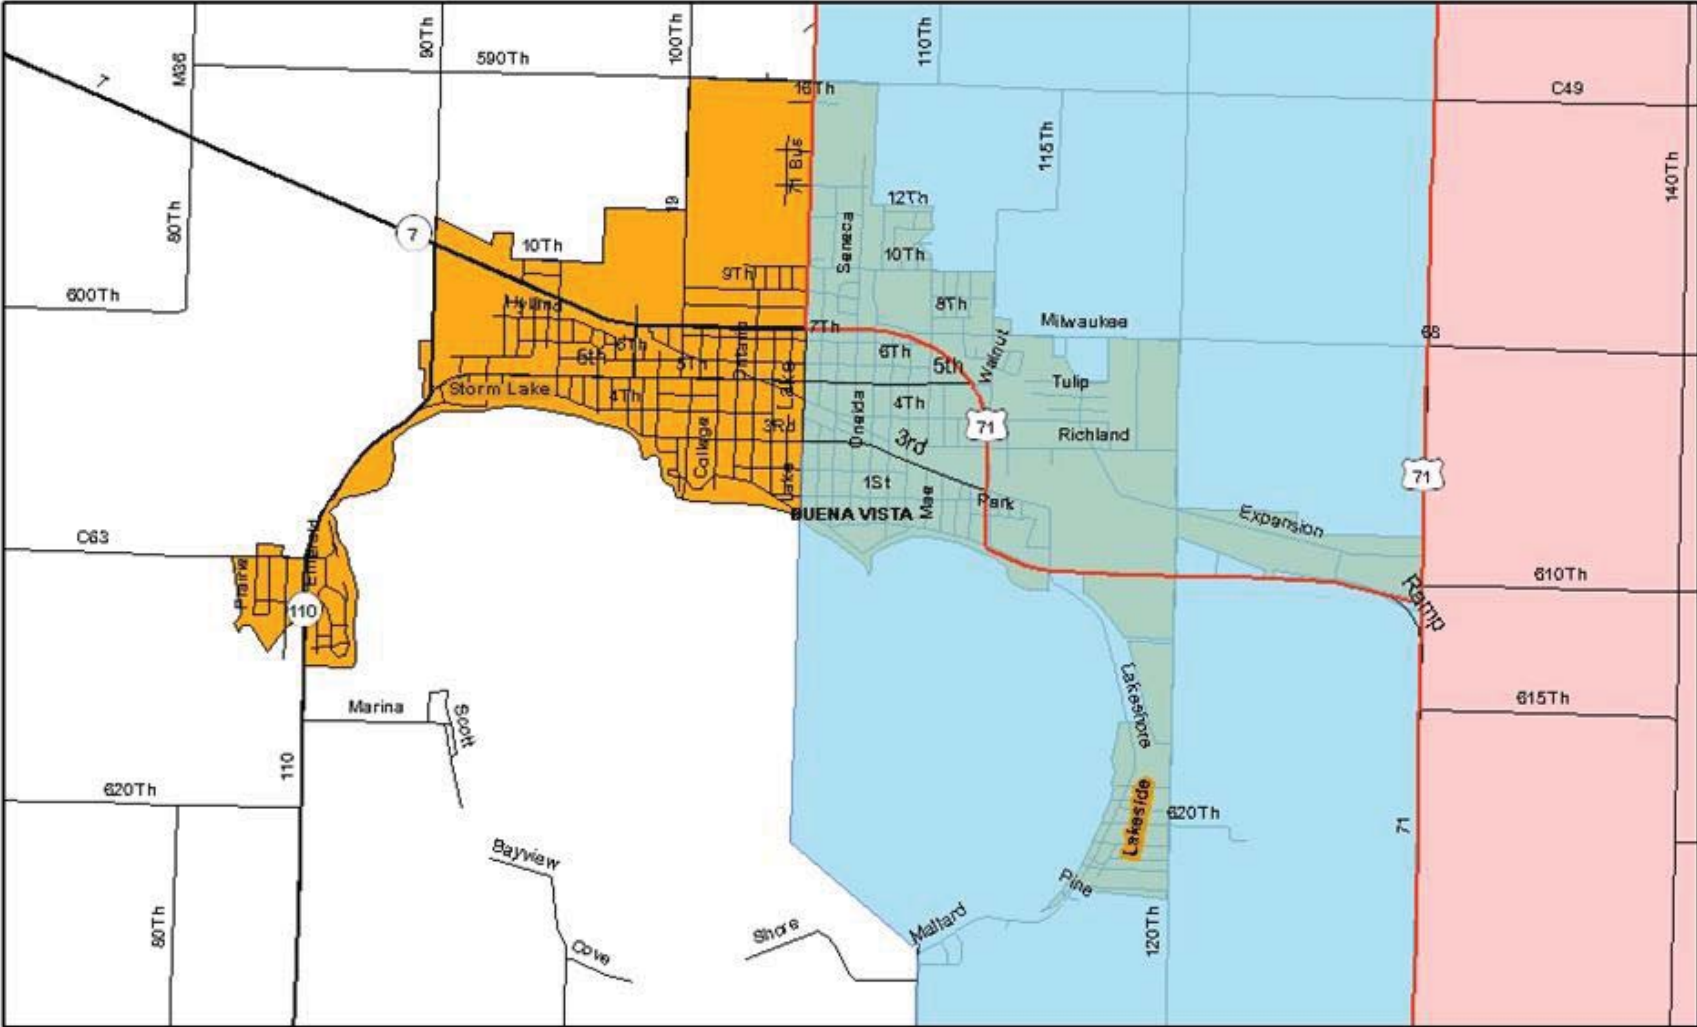 90Th
100Th
110Th
7
M36
590Th
16Th
C49
71 Bus
115Th
140Th
80Th
19
12Th
7
10Th
Seneca
10Th
600Th
9Th
Hyland
8Th
7Th
Milwaukee
68
6Th
5th
5Th
Ontario
6Th
5th
Walnut
Storm Lake
4Th
Lake
Tulip
Oneida
4Th
3Rd
71
College
3rd
Richland
71
Lake
1St
Mae
Park
BUENA VISTA
Expansion
C63
Emerald
Prairie
110
610Th
Ramp
Marina
Scott
Lakeshore
615Th
110
620Th
Lakeside
620Th
71
Bayview
Pine
80Th
Cove
Shore
Mallard
120Th